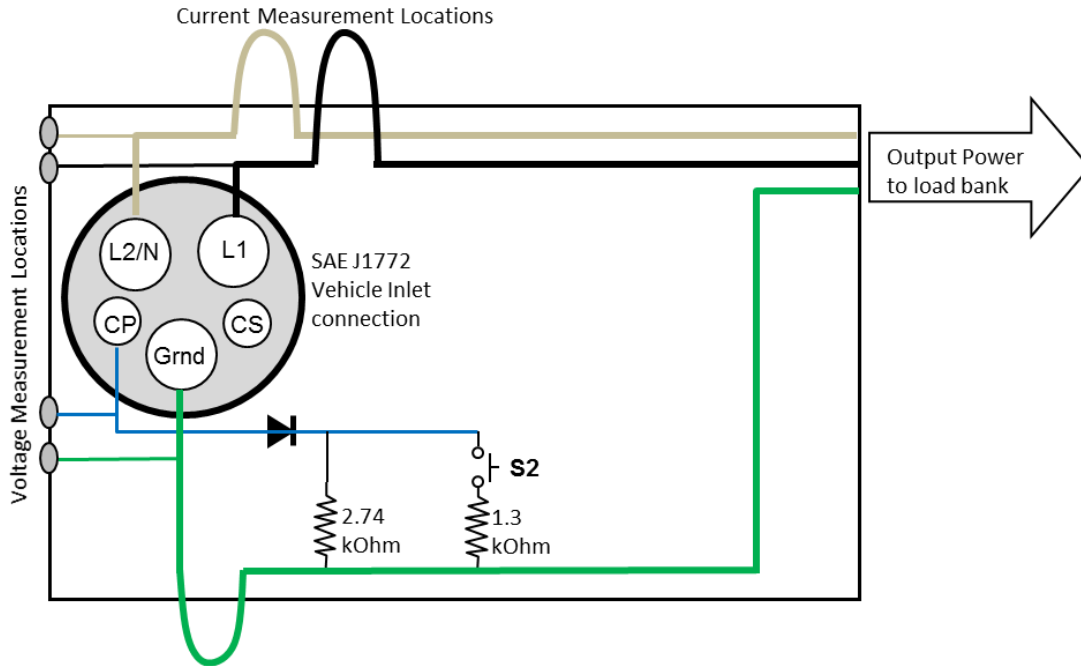 Current Measurement Locations
Voltage Measurement Locations
Output Power
to load bank
L2/N
L1
SAE J1772
Vehicle Inlet
connection
CP
CS
Grnd
S2
2.74
kOhm
1.3
kOhm